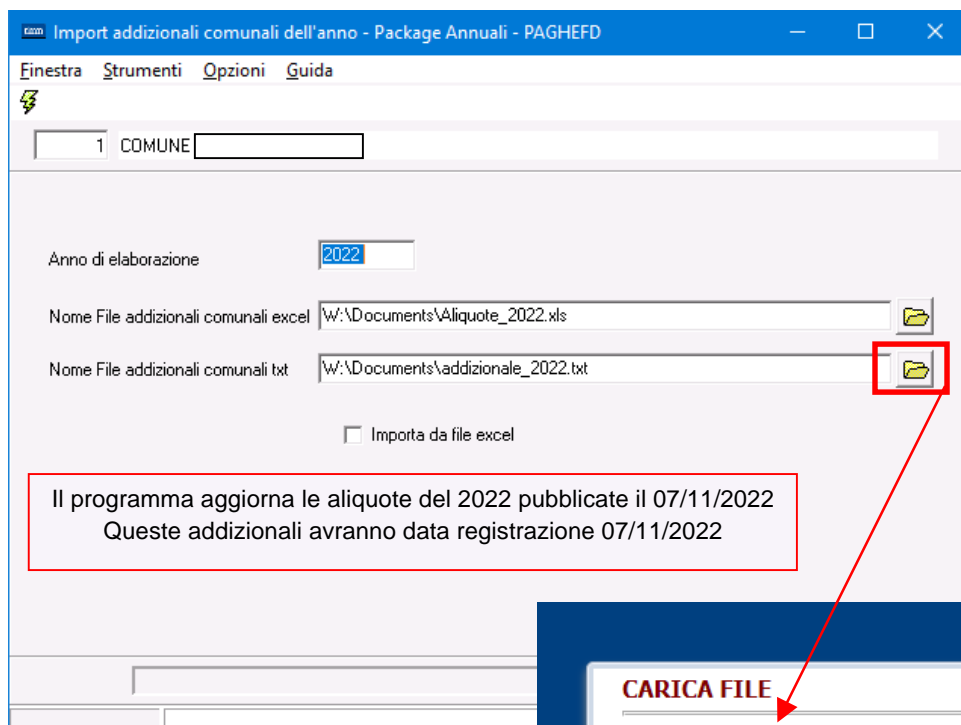 Import addizionali comunali dell'anno - Package Annuali - PAGHEFD
Finestra Strumenti Opzioni Guida
1 COMUNE
Anno di elaborazione 2022
Nome File addizionali comunali excel W:\Documents\Aliquote_2022.xls
Nome File addizionali comunali txt W:\Documents\addizionale_2022.txt
Importa da file excel
Il programma aggiorna le aliquote del 2022 pubblicate il 07/11/2022
Queste addizionali avranno data registrazione 07/11/2022
CARICA FILE